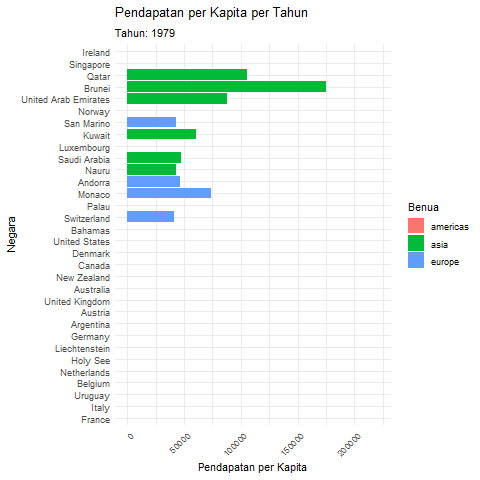 Pendapatan per Kapita per Tahun
Tahun: 1979
Ireland
Singapore
Qatar
Brunei
United Arab Emirates
Norway
San Marino
Kuwait
Luxembourg
Saudi Arabia
Nauru
Andorra
Monaco
Palau
Switzerland
Bahamas
United States
Denmark
Canada
New Zealand
Australia
United Kingdom
Austria
Argentina
Germany
Liechtenstein
Holy See
Netherlands
Belgium
Uruguay
Italy
France
Negara
0
50000
100000
150000
200000
Pendapatan per Kapita
Benua
americas
asia
europe